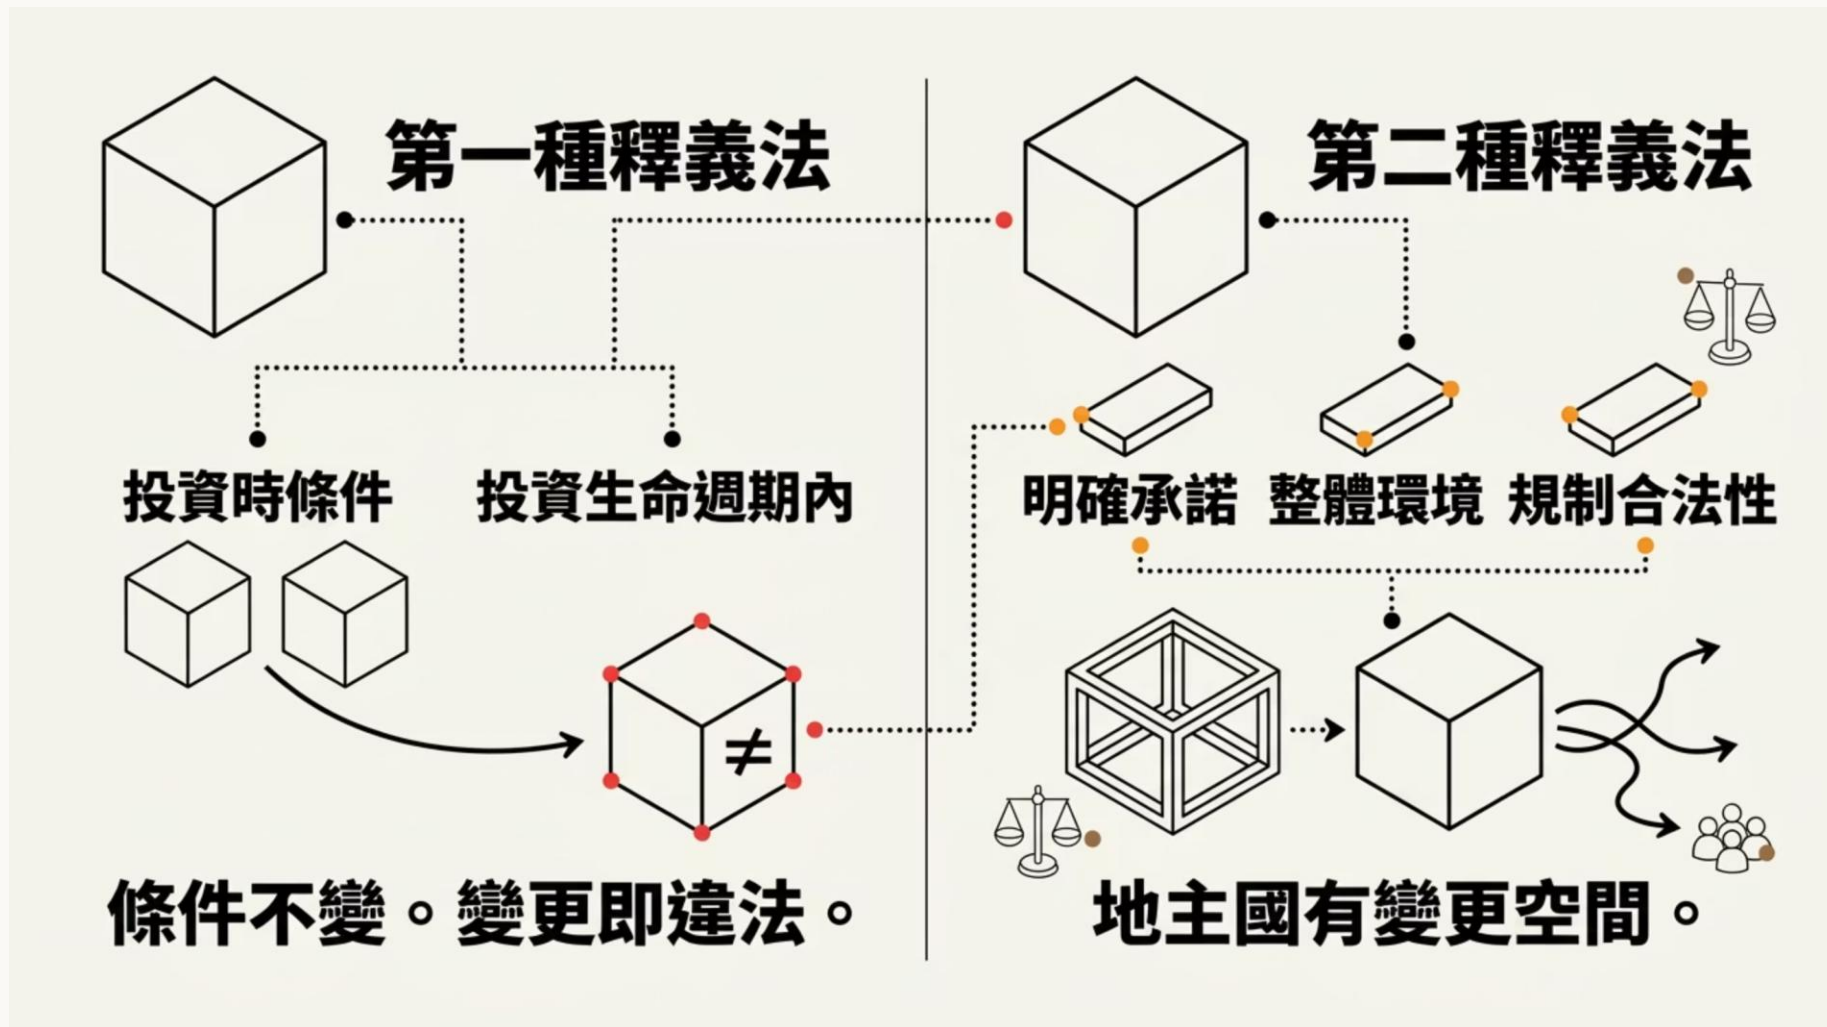 第一種釋義法
投資時條件
投資生命週期內
≠
條件不變。變更即違法。
第二種釋義法
明確承諾
整體環境
規制合法性
地主國有變更空間。